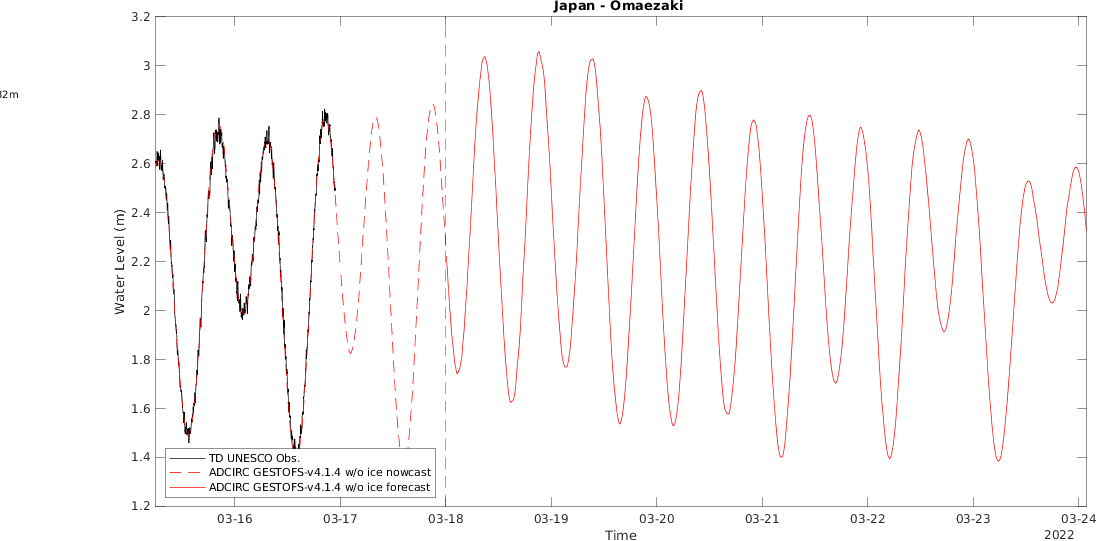 Japan - Omaezaki
32m
Water Level (m)
3.2
3
2.8
2.6
2.4
2.2
2
1.8
1.6
1.4
1.2
TD UNESCO Obs.
ADCIRC GESTOFS-v4.1.4 w/o ice nowcast
ADCIRC GESTOFS-v4.1.4 w/o ice forecast
03-16 03-17 03-18 03-19 03-20 03-21 03-22 03-23 03-24
Time
2022